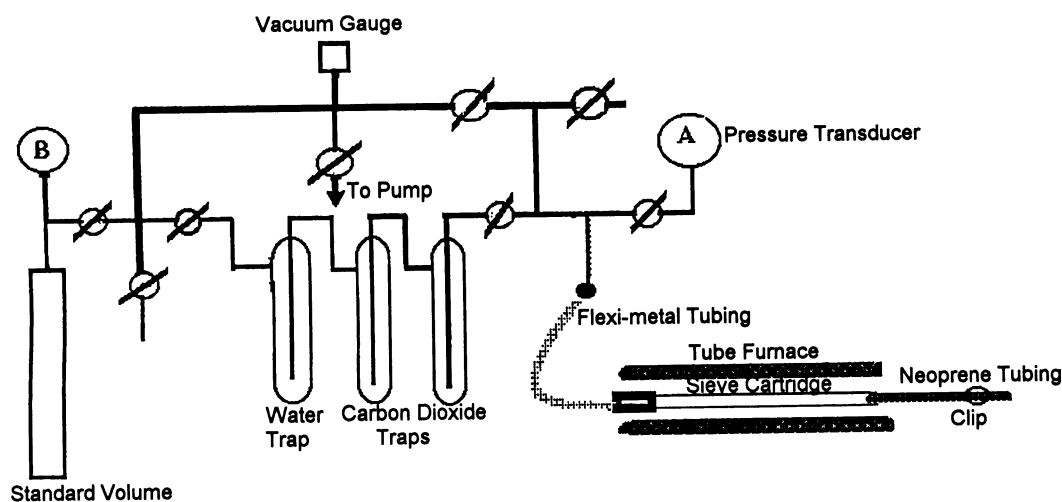 Vacuum Gauge
B
A
Pressure Transducer
To Pump
Flexi-metal Tubing
Tube Furnace
Sieve Cartridge
Neoprene Tubing
Clip
Water
Trap
Carbon Dioxide
Traps
Standard Volume